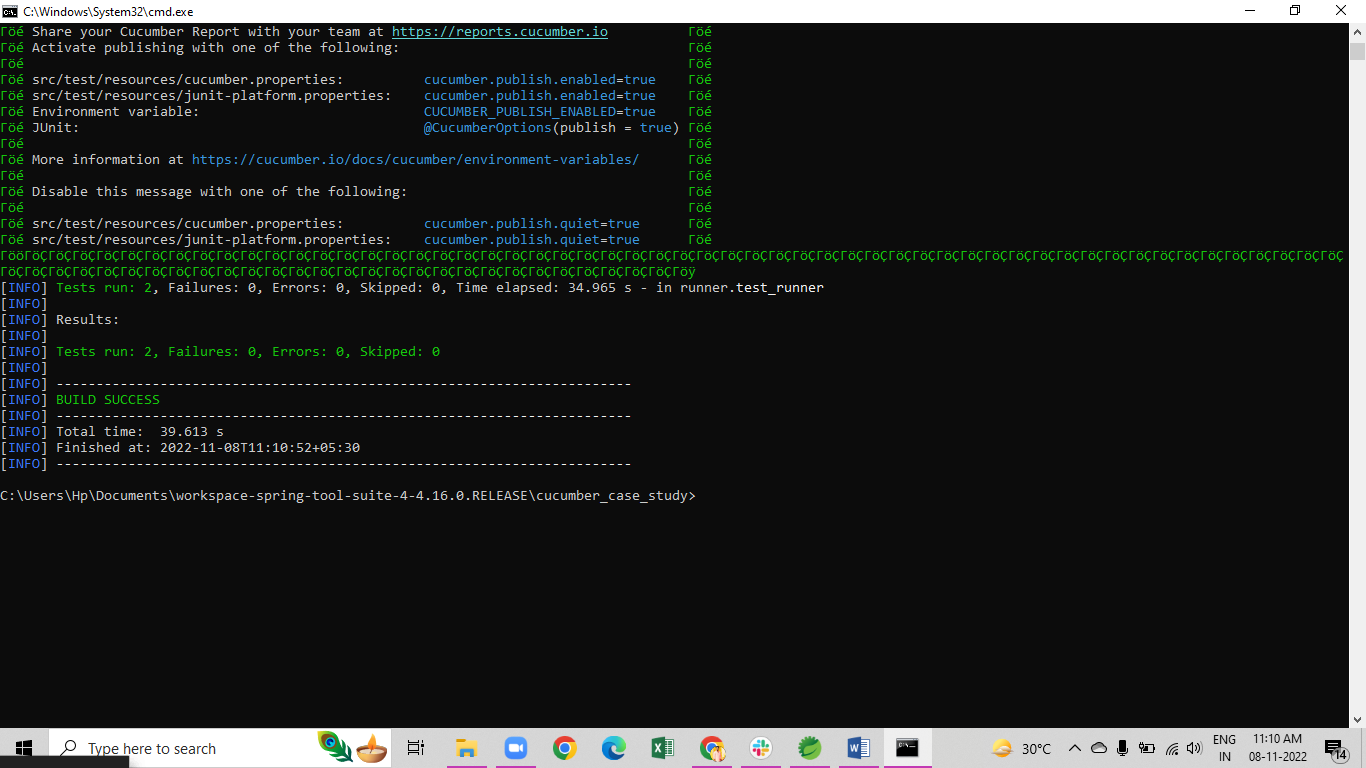 C:\Windows\System32\cmd.exe
Γöé Share your Cucumber Report with your team at https://reports.cucumber.io Γöé
Γöé Activate publishing with one of the following: Γöé
Γöé Γöé
Γöé src/test/resources/cucumber.properties: cucumber.publish.enabled=true Γöé
Γöé src/test/resources/junit-platform.properties: cucumber.publish.enabled=true Γöé
Γöé Environment variable: CUCUMBER_PUBLISH_ENABLED=true Γöé
Γöé JUnit: @CucumberOptions(publish = true) Γöé
Γöé Γöé
Γöé More information at https://cucumber.io/docs/cucumber/environment-variables/ Γöé
Γöé Γöé
Γöé Disable this message with one of the following: Γöé
Γöé Γöé
Γöé src/test/resources/cucumber.properties: cucumber.publish.quiet=true Γöé
Γöé src/test/resources/junit-platform.properties: cucumber.publish.quiet=true Γöé
[INFO] Tests run: 2, Failures: 0, Errors: 0, Skipped: 0, Time elapsed: 34.965 s - in runner.test_runner
[INFO]
[INFO] Results:
[INFO]
[INFO] Tests run: 2, Failures: 0, Errors: 0, Skipped: 0
[INFO]
[INFO] ------------------------------------------------------------------------
[INFO] BUILD SUCCESS
[INFO] ------------------------------------------------------------------------
[INFO] Total time:  39.613 s
[INFO] Finished at: 2022-11-08T11:10:52+05:30
[INFO] ------------------------------------------------------------------------
C:\Users\Hp\Documents\workspace-spring-tool-suite-4-4.16.0.RELEASE\cucumber_case_study>
Type here to search
30°C
ENG
IN
11:10 AM
08-11-2022
14